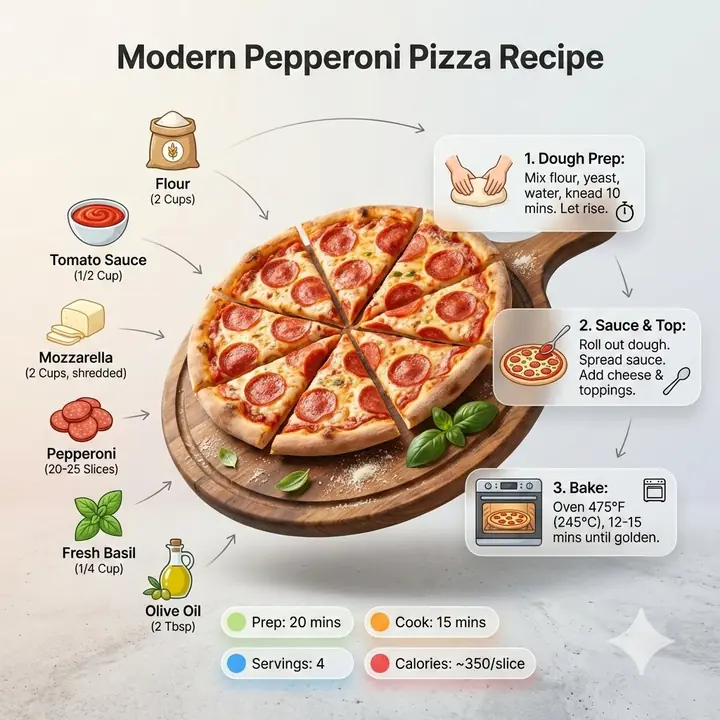 Modern Pepperoni Pizza Recipe
Flour
(2 Cups)
Tomato Sauce
(1/2 Cup)
Mozzarella
(2 Cups, shredded)
Pepperoni
(20-25 Slices)
Fresh Basil
(1/4 Cup)
Olive Oil
(2 Tbsp)
1. Dough Prep:
Mix flour, yeast,
water, knead 10
mins. Let rise.
2. Sauce & Top:
Roll out dough.
Spread sauce.
Add cheese &
toppings.
3. Bake:
Oven 475°F
(245°C), 12-15
mins until golden.
Prep: 20 mins
Cook: 15 mins
Servings: 4
Calories: ~350/slice